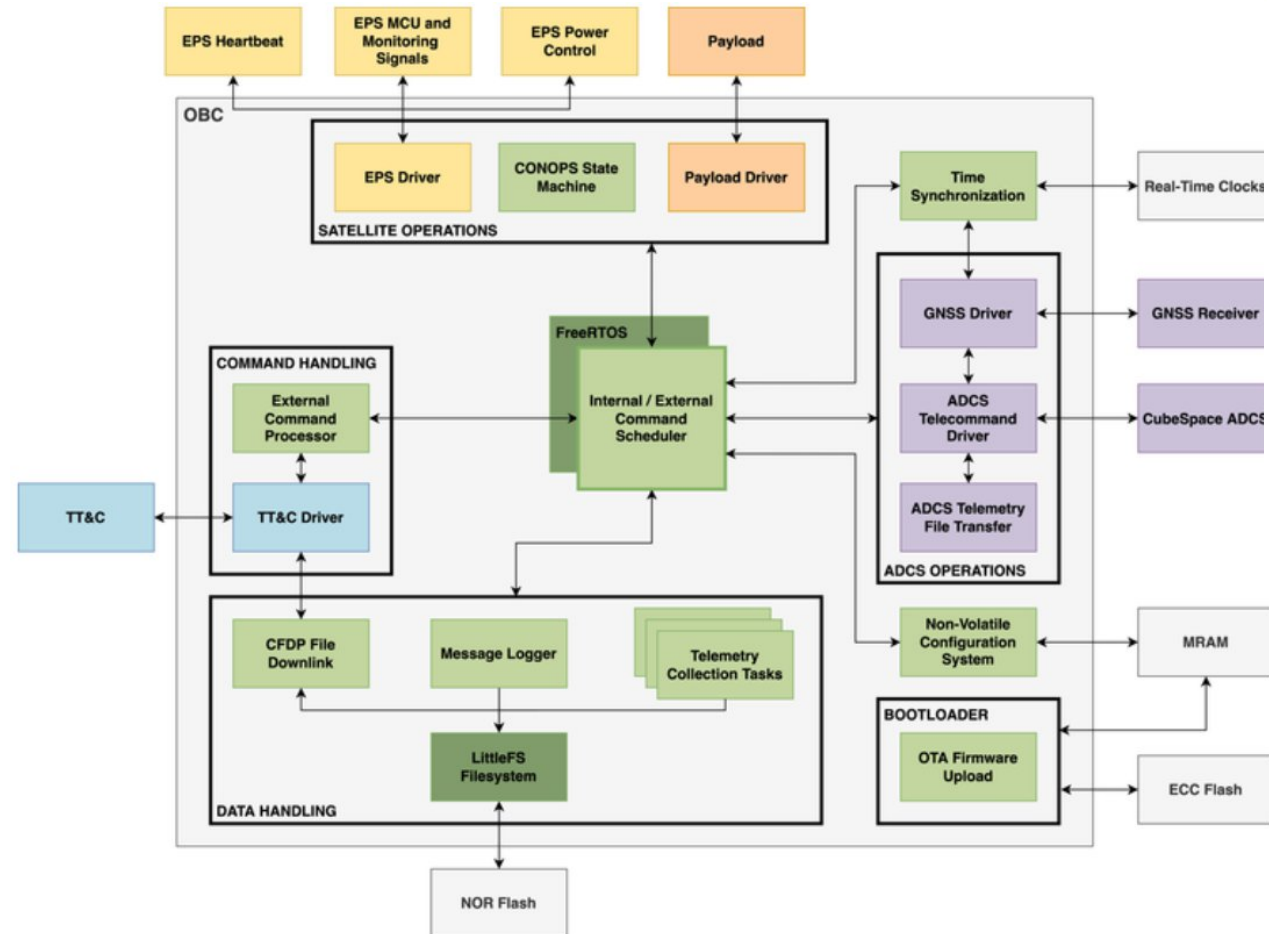 EPS Heartbeat
EPS MCU and
Monitoring
Signals
EPS Power
Control
Payload
OBC
EPS Driver
CONOPS State
Machine
Payload Driver
SATELLITE OPERATIONS
Time
Synchronization
Real-Time Clocks
GNSS Driver
GNSS Receiver
FreeRTOS
Internal / External
Command
Scheduler
COMMAND HANDLING
External
Command
Processor
ADCS
Telecommand
Driver
CubeSpace ADCS
TT&C
TT&C Driver
ADCS Telemetry
File Transfer
ADCS OPERATIONS
CFDP File
Downlink
Message Logger
Telemetry
Collection Tasks
Non-Volatile
Configuration
System
MRAM
BOOTLOADER
LittleFS
Filesystem
OTA Firmware
Upload
ECC Flash
DATA HANDLING
NOR Flash